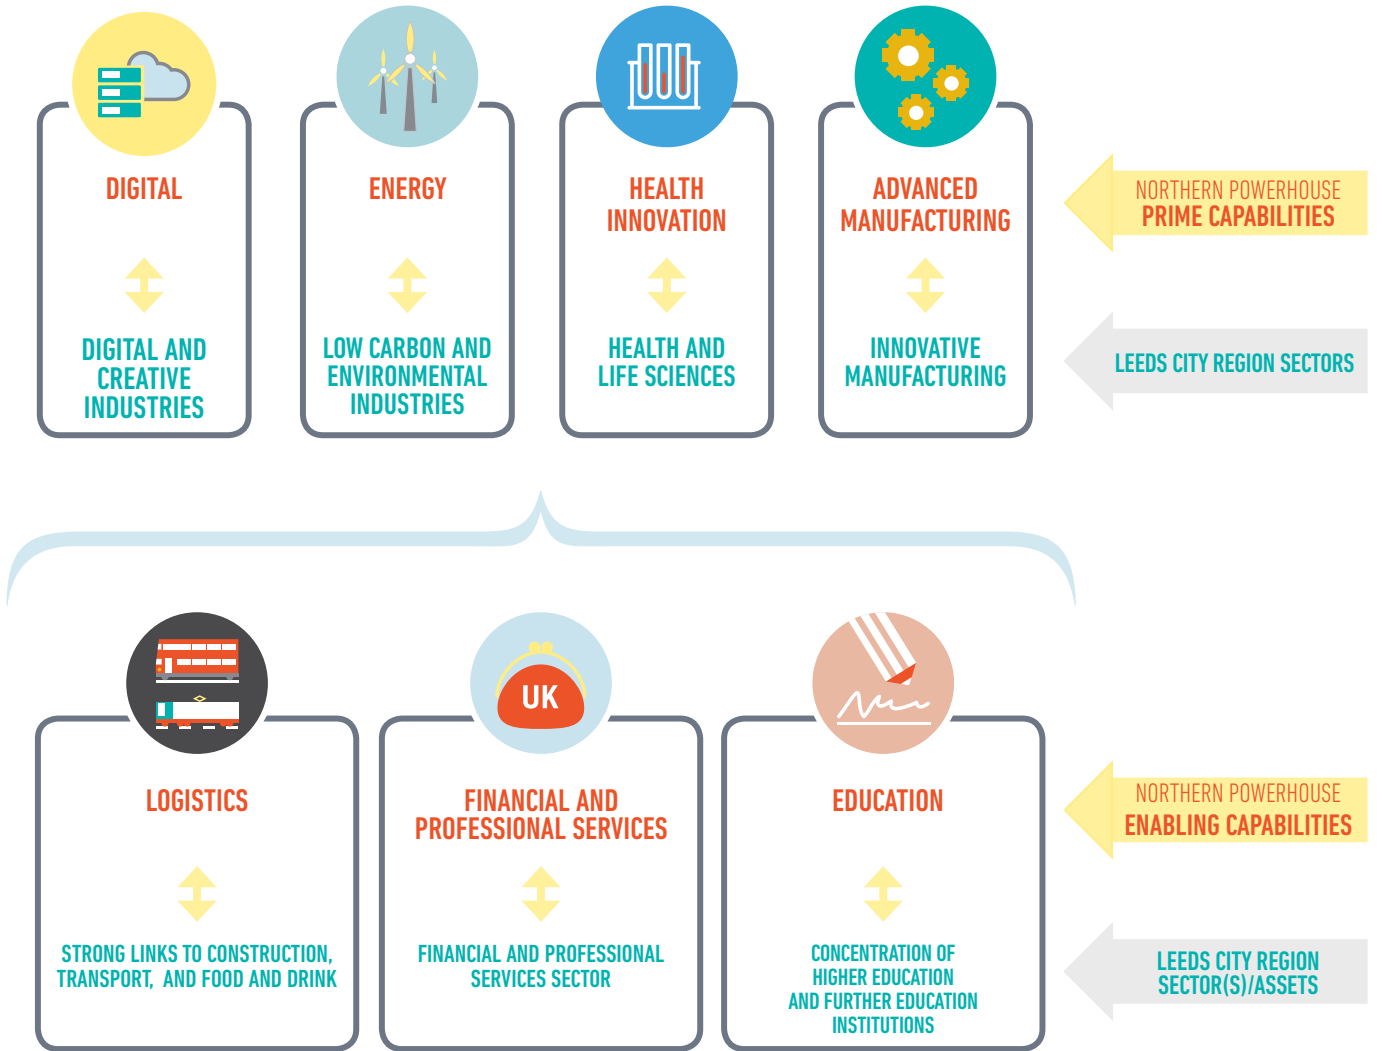 DIGITAL
DIGITAL AND
CREATIVE
INDUSTRIES
ENERGY
LOW CARBON AND
ENVIRONMENTAL
INDUSTRIES
HEALTH
INNOVATION
HEALTH AND
LIFE SCIENCES
ADVANCED
MANUFACTURING
INNOVATIVE
MANUFACTURING
NORTHERN POWERHOUSE
PRIME CAPABILITIES
LEEDS CITY REGION SECTORS
LOGISTICS
STRONG LINKS TO CONSTRUCTION,
TRANSPORT, AND FOOD AND DRINK
UK
FINANCIAL AND
PROFESSIONAL SERVICES
FINANCIAL AND PROFESSIONAL
SERVICES SECTOR
EDUCATION
CONCENTRATION OF
HIGHER EDUCATION
AND FURTHER EDUCATION
INSTITUTIONS
NORTHERN POWERHOUSE
ENABLING CAPABILITIES
LEEDS CITY REGION
SECTOR(S)/ASSETS